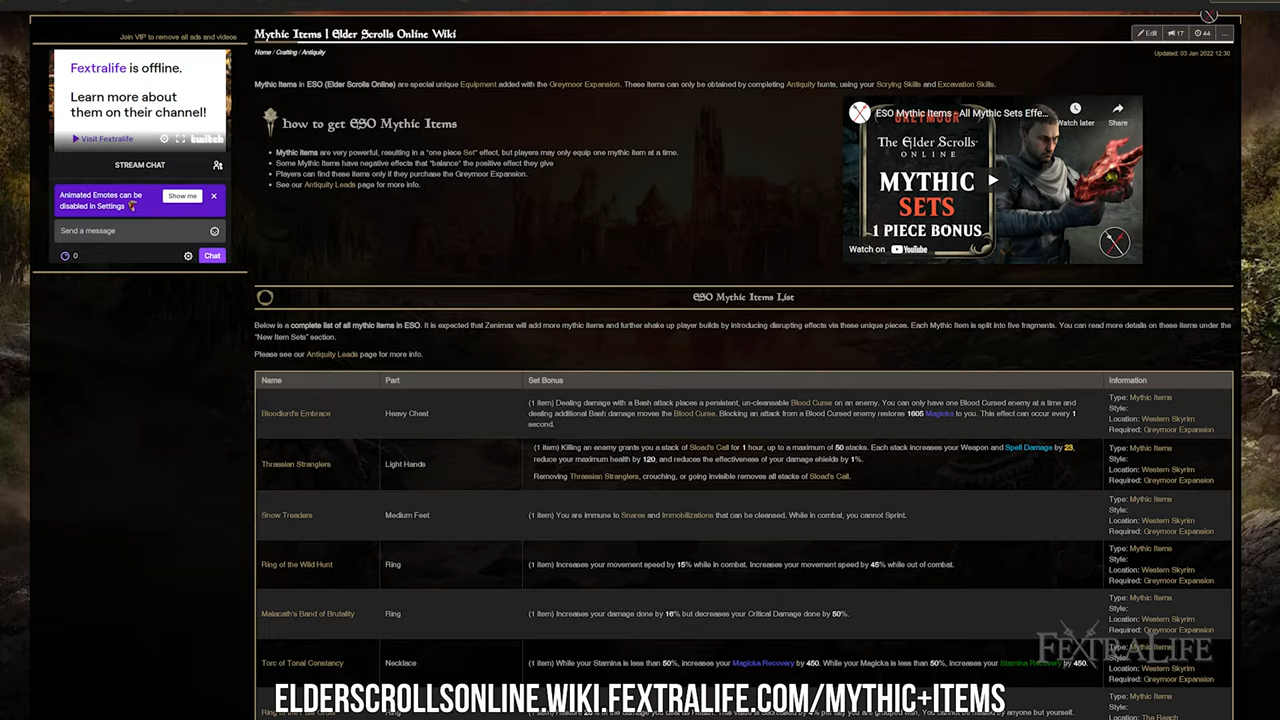 Join VIP to remove all ads and videos
Fextralife is offline.
Learn more about
them on their channel!
Visit Fextralife
twitch
STREAM CHAT
Animated Emotes can be
disabled in Settings
Show me
Send a message
0
Chat
Mythic Items | Elder Scrolls Online Wiki
Edit
17
44
...
Home / Crafting / Antiquity
Updated: 03 Jan 2022 12:30
Mythic Items in ESO (Elder Scrolls Online) are special unique Equipment added with the Greymoor Expansion. These items can only be obtained by completing Antiquity hunts, using your Scrying Skills and Excavation Skills.
how to get ESO Mythic Items
Mythic items are very powerful, resulting in a "one piece Set" effect, but players may only equip one mythic item at a time.
Some Mythic Items have negative effects that "balance" the positive effect they give
Players can find these items only if they purchase the Greymoor Expansion.
See our Antiquity Leads page for more info.
GREYMOOR
ESO Mythic Items - All Mythic Sets Effe...
Watch later
Share
The Elder Scrolls
ONLINE
MYTHIC
SETS
1 PIECE BONUS
Watch on YouTube
ESO Mythic Items List
Below is a complete list of all mythic items in ESO. It is expected that Zenimax will add more mythic items and further shake up player builds by introducing disrupting effects via these unique pieces. Each Mythic Item is split into five fragments. You can read more details on these items under the
"New Item Sets" section.
Please see our Antiquity Leads page for more info.
Name Part Set Bonus Information
Bloodlord's Embrace
Heavy Chest
(1 item) Dealing damage with a Bash attack places a persistent, un-cleansable Blood Curse on an enemy. You can only have one Blood Cursed enemy at a time and
dealing additional Bash damage moves the Blood Curse. Blocking an attack from a Blood Cursed enemy restores 1605 Magicka to you. This effect can occur every 1
second.
Type: Mythic Items
Style:
Location: Western Skyrim
Required: Greymoor Expansion
Thrassian Stranglers
Light Hands
(1 item) Killing an enemy grants you a stack of Sload's Call for 1 hour, up to a maximum of 50 stacks. Each stack increases your Weapon and Spell Damage by 23,
reduce your maximum health by 120, and reduces the effectiveness of your damage shields by 1%.
Removing Thrassian Stranglers, crouching, or going invisible removes all stacks of Sload's Call.
Type: Mythic Items
Style:
Location: Western Skyrim
Required: Greymoor Expansion
Snow Treaders
Medium Feet
(1 item) You are immune to Snares and Immobilizations that can be cleansed. While in combat, you cannot Sprint.
Type: Mythic Items
Style:
Location: Western Skyrim
Required: Greymoor Expansion
Ring of the Wild Hunt
Ring
(1 item) Increases your movement speed by 15% while in combat. Increases your movement speed by 45% while out of combat.
Type: Mythic Items
Style:
Location: Western Skyrim
Required: Greymoor Expansion
Malacath's Band of Brutality
Ring
(1 item) Increases your damage done by 16% but decreases your Critical Damage done by 50%.
Type: Mythic Items
Style:
Location: Western Skyrim
Required: Greymoor Expansion
Torc of Tonal Constancy
Necklace
(1 item) While your Stamina is less than 50%, increases your Magicka Recovery by 450. While your Magicka is less than 50%, increases your Stamina Recovery by 450.
Type: Mythic Items
Style:
Location: Western Skyrim
Required: Greymoor Expansion
FEXTRALIFE
Type: Mythic Items
Style:
Location: The Reach
ELDERSCROLLSONLINE.WIKI.FEXTRALIFE.COM/MYTHIC+ITEMS